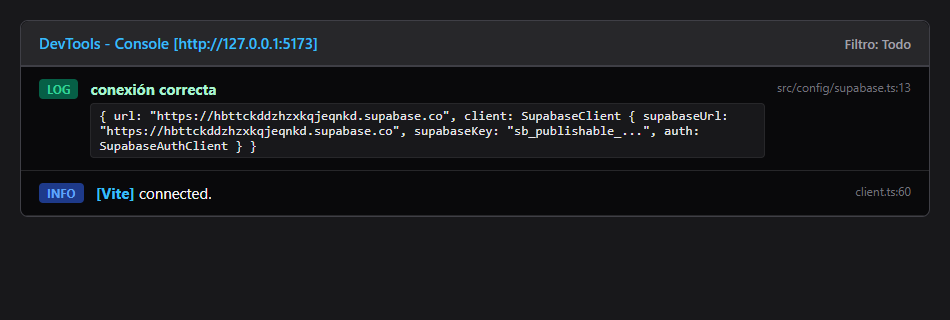 DevTools - Console [http://127.0.0.1:5173]
Filtro: Todo
LOG
conexión correcta
src/config/supabase.ts:13
{ url: "https://hbttckddzhzxkqjeqnkd.supabase.co", client: SupabaseClient { supabaseUrl:
"https://hbttckddzhzxkqjeqnkd.supabase.co", supabaseKey: "sb_publishable_...", auth:
SupabaseAuthClient } }
INFO
[Vite] connected.
client.ts:60